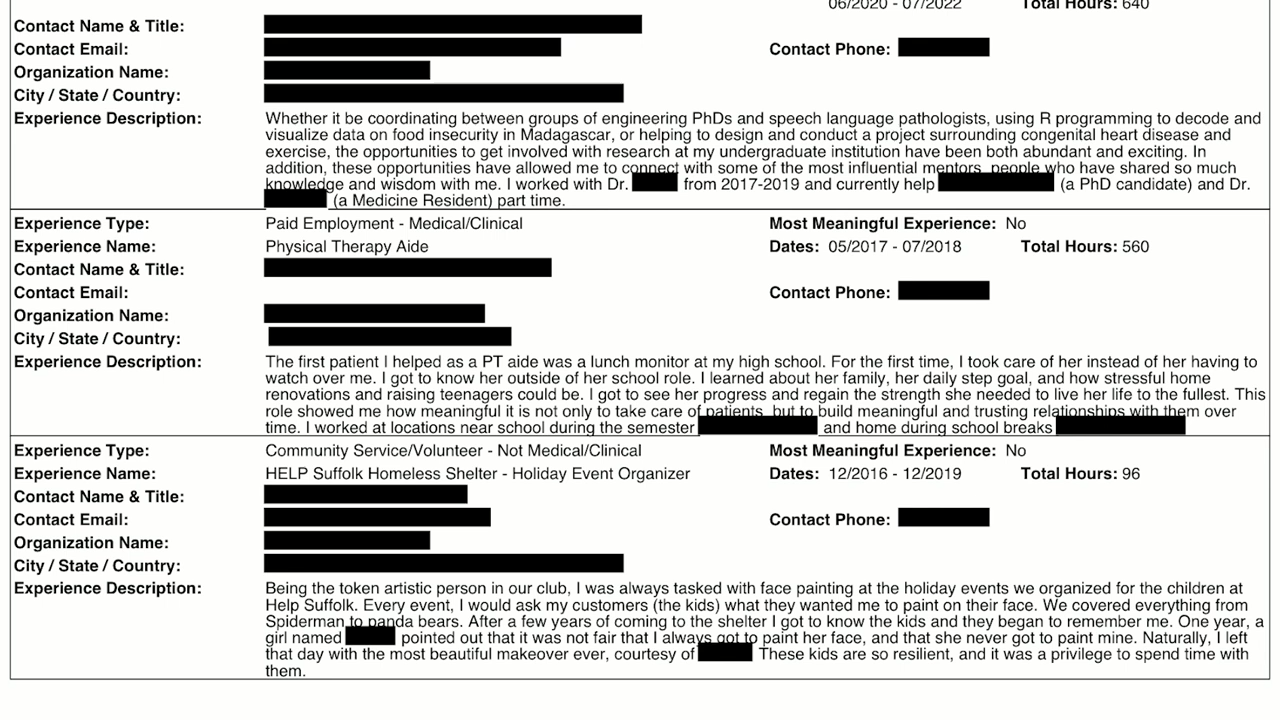 06/2020 - 07/2022 Total Hours: 640
Contact Name & Title:
Contact Email: Contact Phone:
Organization Name:
City / State / Country:
Experience Description: Whether it be coordinating between groups of engineering PhDs and speech language pathologists, using R programming to decode and
visualize data on food insecurity in Madagascar, or helping to design and conduct a project surrounding congenital heart disease and
exercise, the opportunities to get involved with research at my undergraduate institution have been both abundant and exciting. In
addition, these opportunities have allowed me to connect with some of the most influential mentors, people who have shared so much
knowledge and wisdom with me. I worked with Dr. from 2017-2019 and currently help (a PhD candidate) and Dr.
(a Medicine Resident) part time.
Experience Type: Paid Employment - Medical/Clinical Most Meaningful Experience: No
Experience Name: Physical Therapy Aide Dates: 05/2017 - 07/2018 Total Hours: 560
Contact Name & Title:
Contact Email: Contact Phone:
Organization Name:
City / State / Country:
Experience Description: The first patient I helped as a PT aide was a lunch monitor at my high school. For the first time, I took care of her instead of her having to
watch over me. I got to know her outside of her school role. I learned about her family, her daily step goal, and how stressful home
renovations and raising teenagers could be. I got to see her progress and regain the strength she needed to live her life to the fullest. This
role showed me how meaningful it is not only to take care of patients, but to build meaningful and trusting relationships with them over
time. I worked at locations near school during the semester and home during school breaks
Experience Type: Community Service/Volunteer - Not Medical/Clinical Most Meaningful Experience: No
Experience Name: HELP Suffolk Homeless Shelter - Holiday Event Organizer Dates: 12/2016 - 12/2019 Total Hours: 96
Contact Name & Title:
Contact Email: Contact Phone:
Organization Name:
City / State / Country:
Experience Description: Being the token artistic person in our club, I was always tasked with face painting at the holiday events we organized for the children at
Help Suffolk. Every event, I would ask my customers (the kids) what they wanted me to paint on their face. We covered everything from
Spiderman to panda bears. After a few years of coming to the shelter I got to know the kids and they began to remember me. One year, a
girl named pointed out that it was not fair that I always got to paint her face, and that she never got to paint mine. Naturally, I left
that day with the most beautiful makeover ever, courtesy of These kids are so resilient, and it was a privilege to spend time with
them.